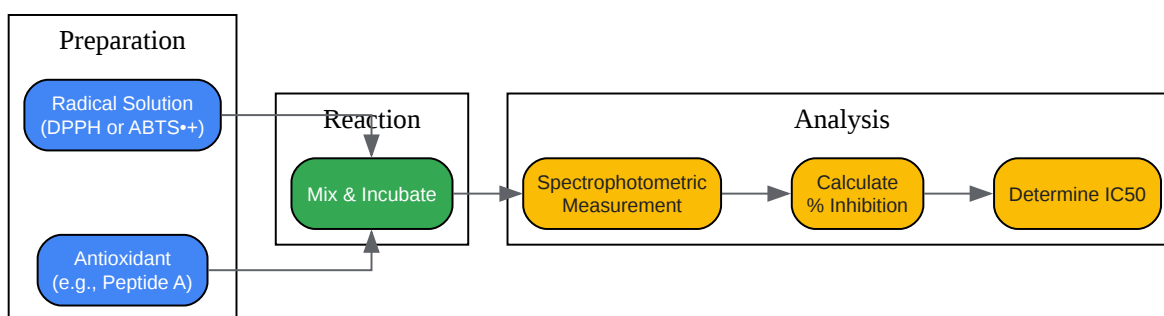 Preparation
Radical Solution
(DPPH or ABTS•+)
Antioxidant
(e.g., Peptide A)
Reaction
Mix & Incubate
Analysis
Spectrophotometric
Measurement
Calculate
% Inhibition
Determine IC50